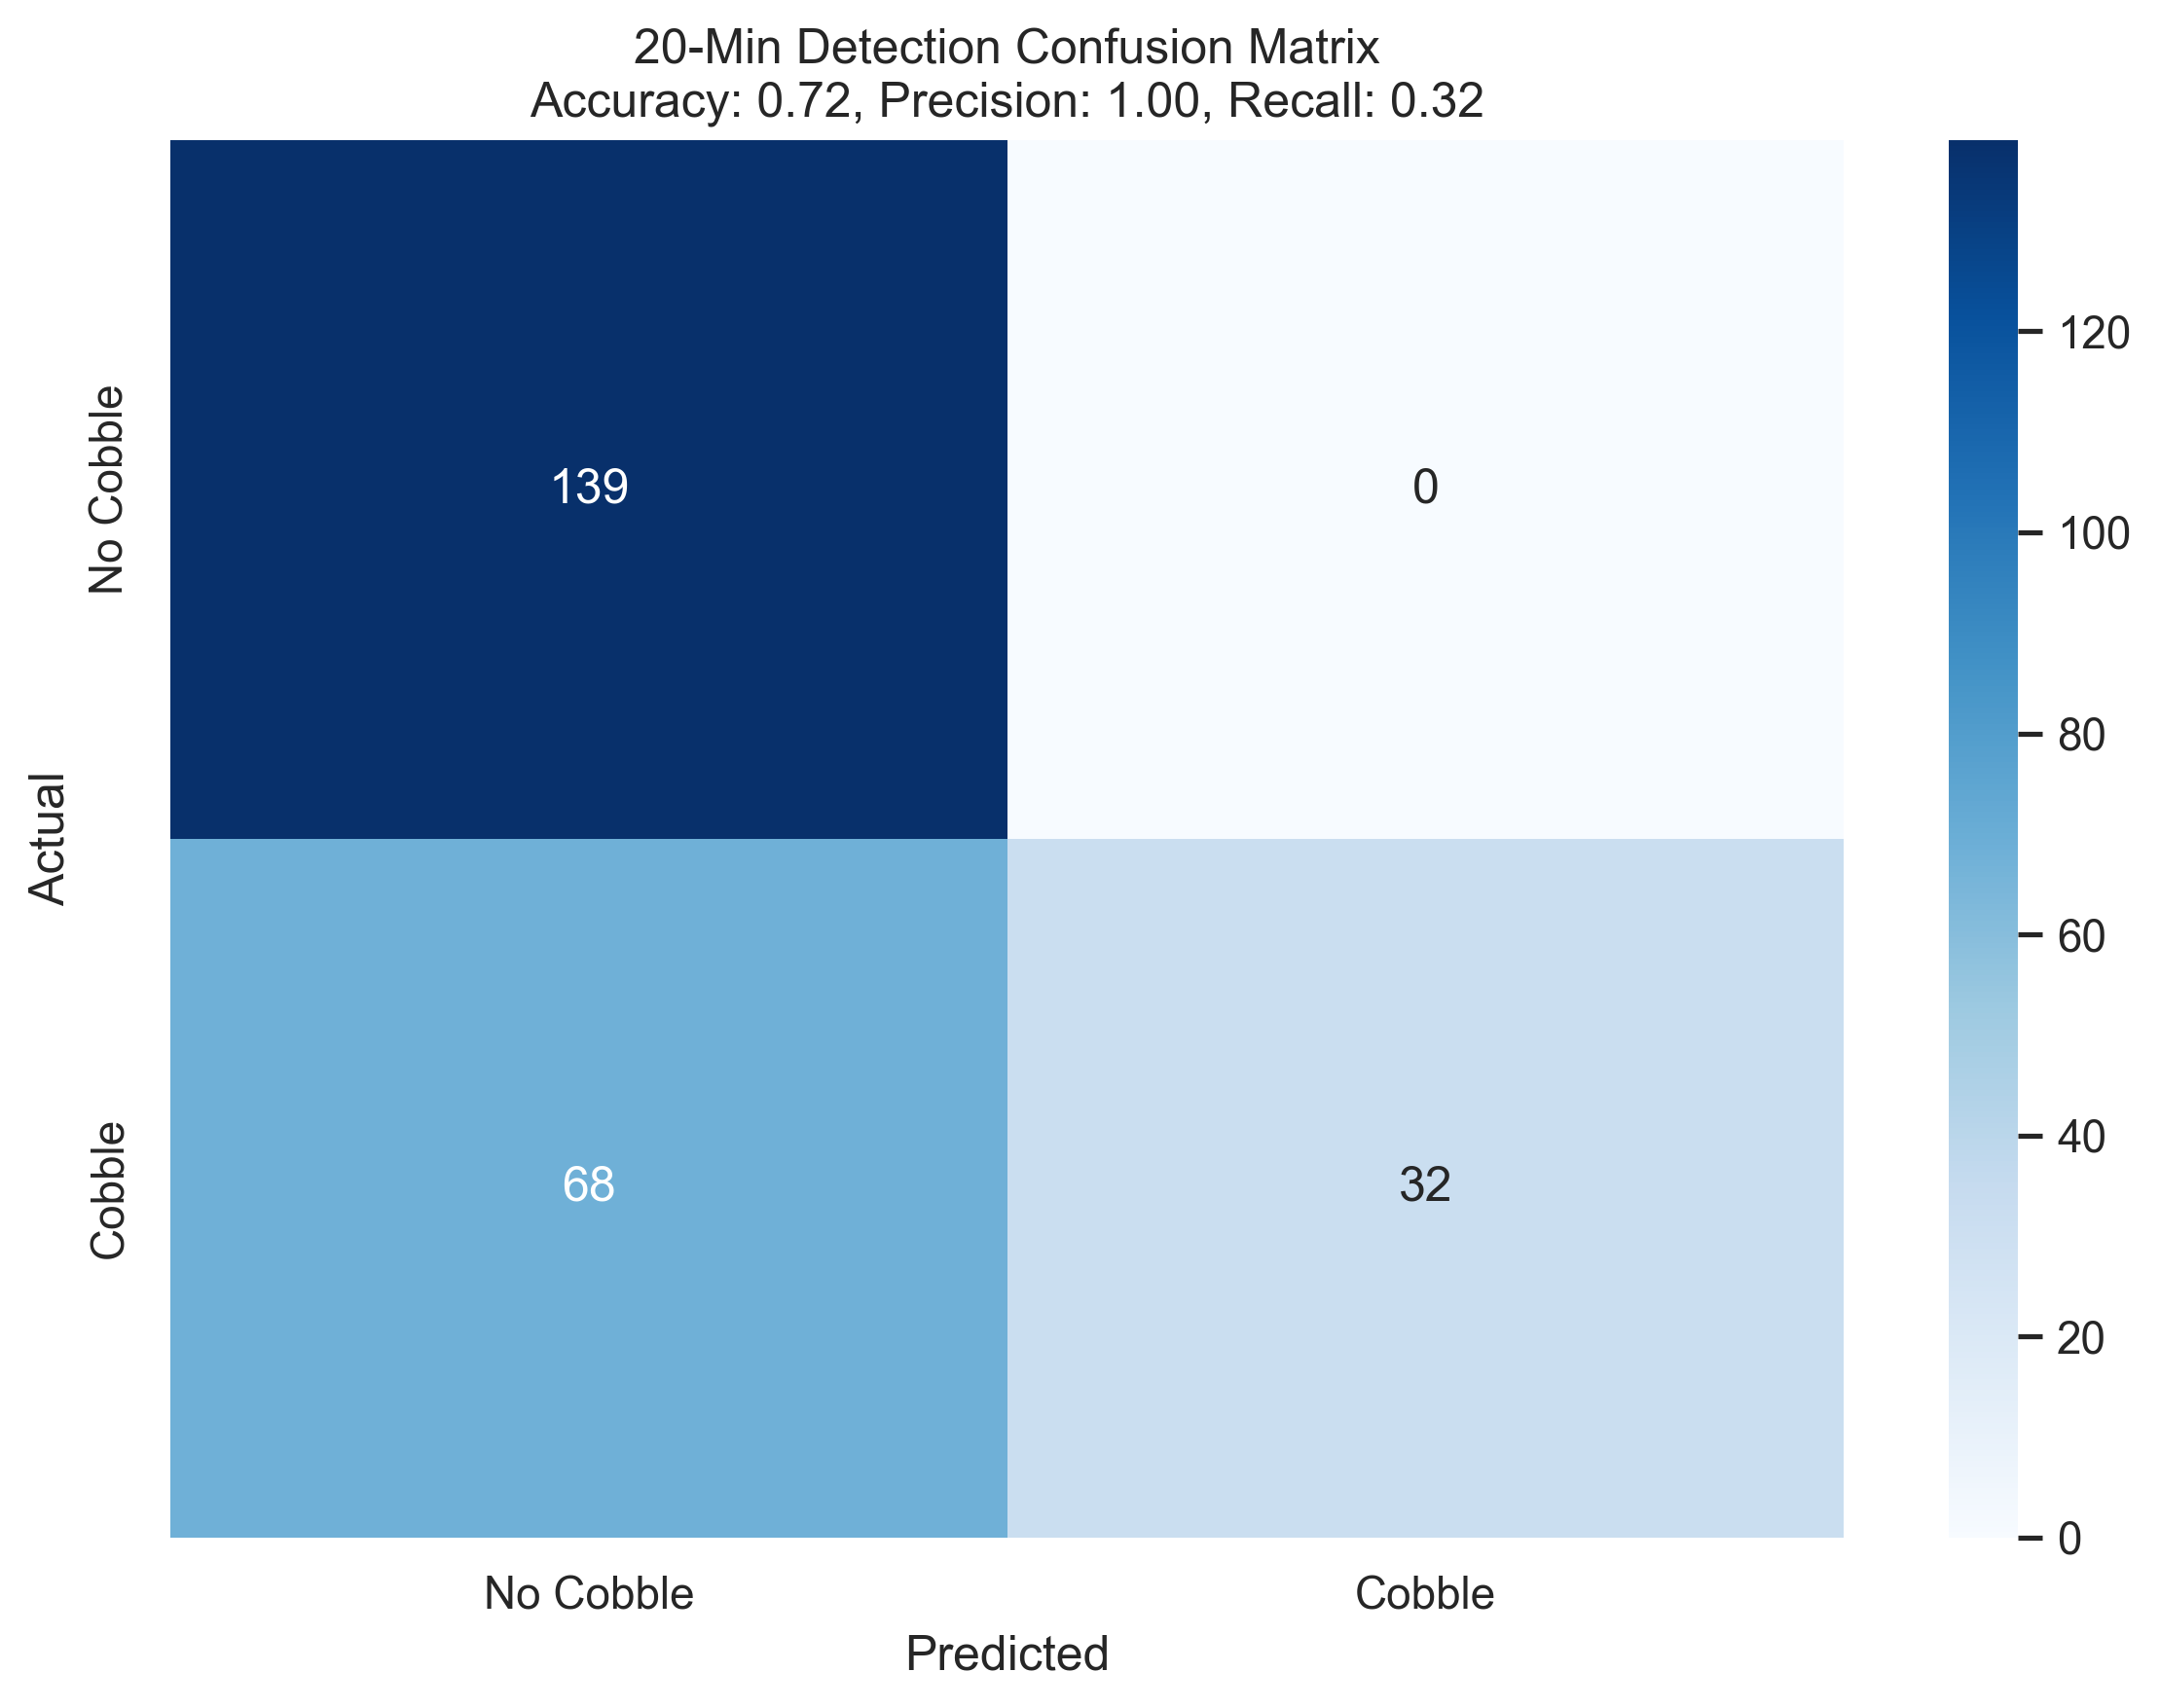 20-Min Detection Confusion Matrix
Accuracy: 0.72, Precision: 1.00, Recall: 0.32
Actual
No Cobble
Cobble
139
0
68
32
No Cobble
Cobble
Predicted
120
100
80
60
40
20
0